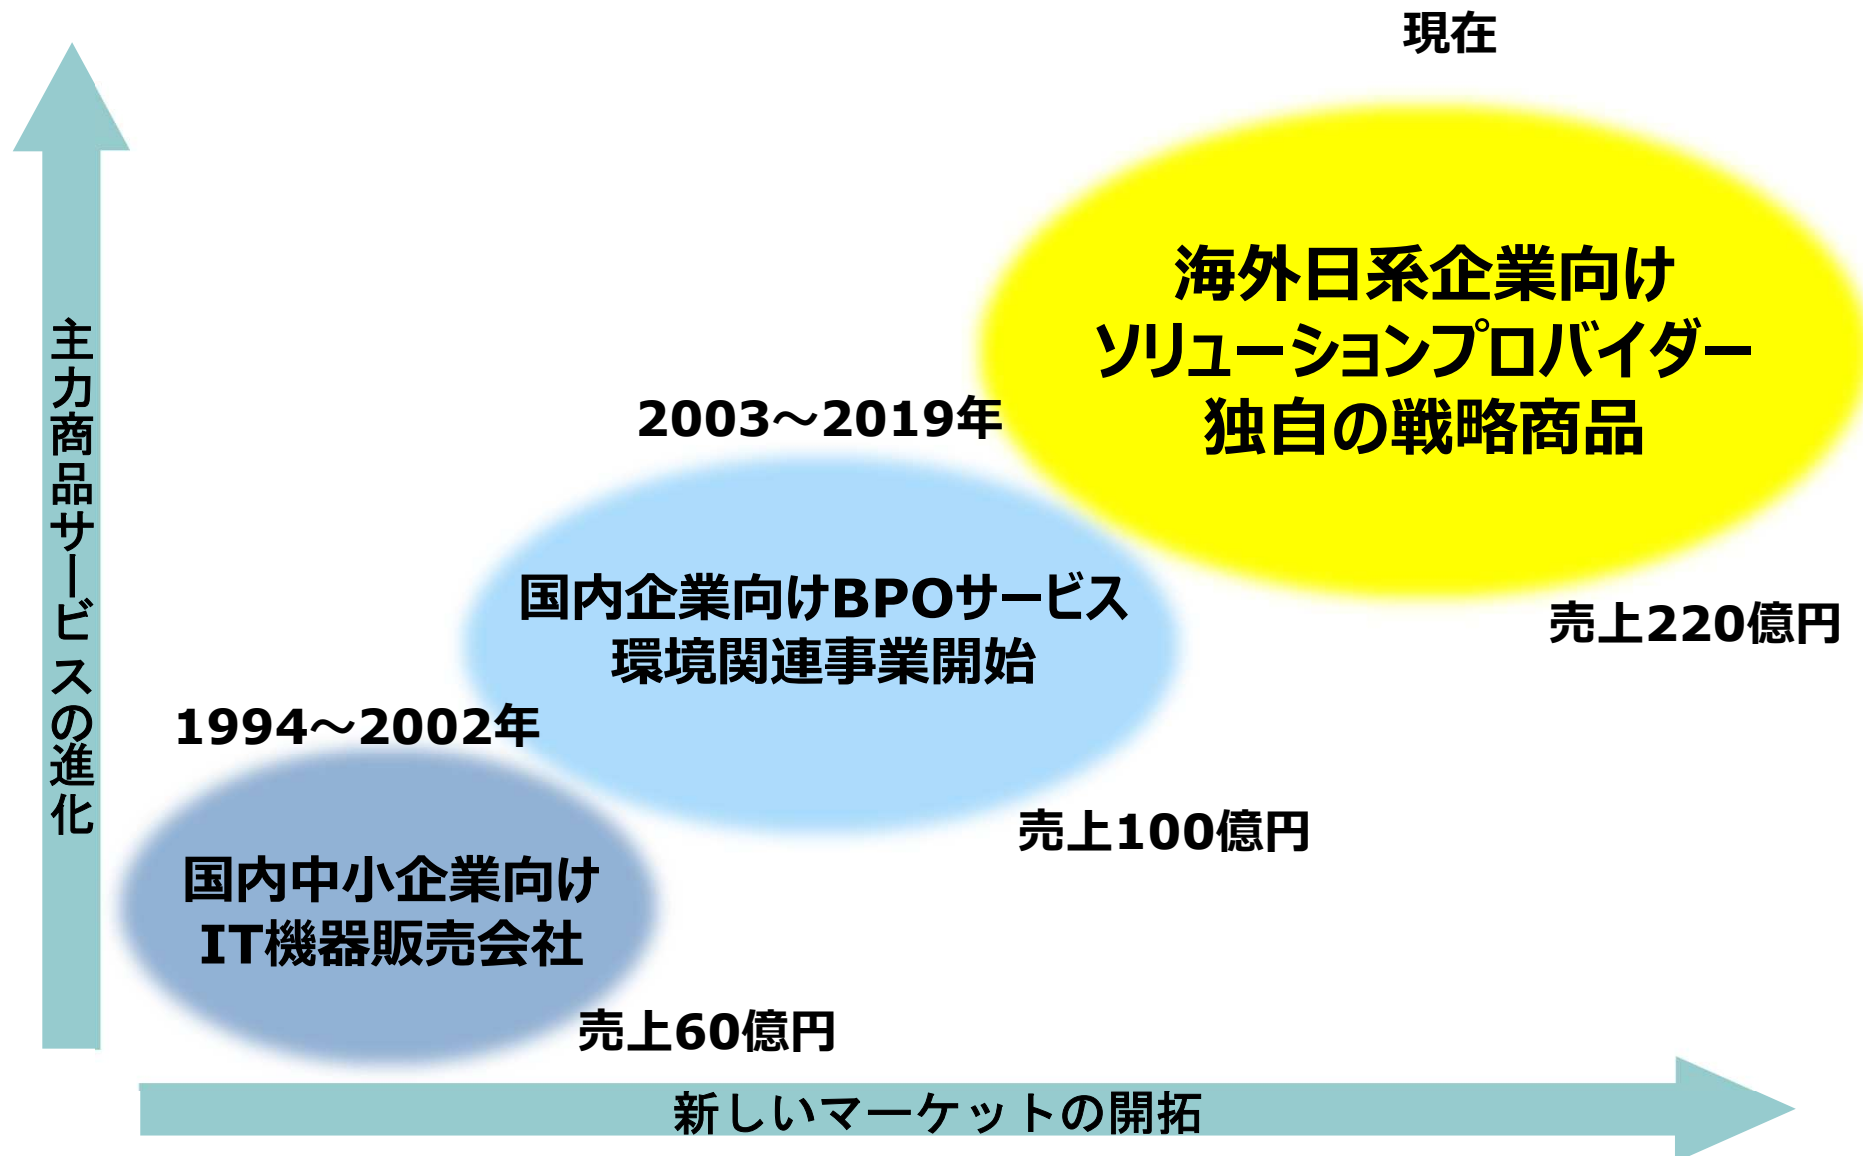 現在
海外日系企業向け
ソリューションプロバイダー
独自の戦略商品
売上220億円
2003～2019年
国内企業向けBPOサービス
環境関連事業開始
売上100億円
1994～2002年
国内中小企業向け
IT機器販売会社
売上60億円
主力商品サービスの進化
新しいマーケットの開拓